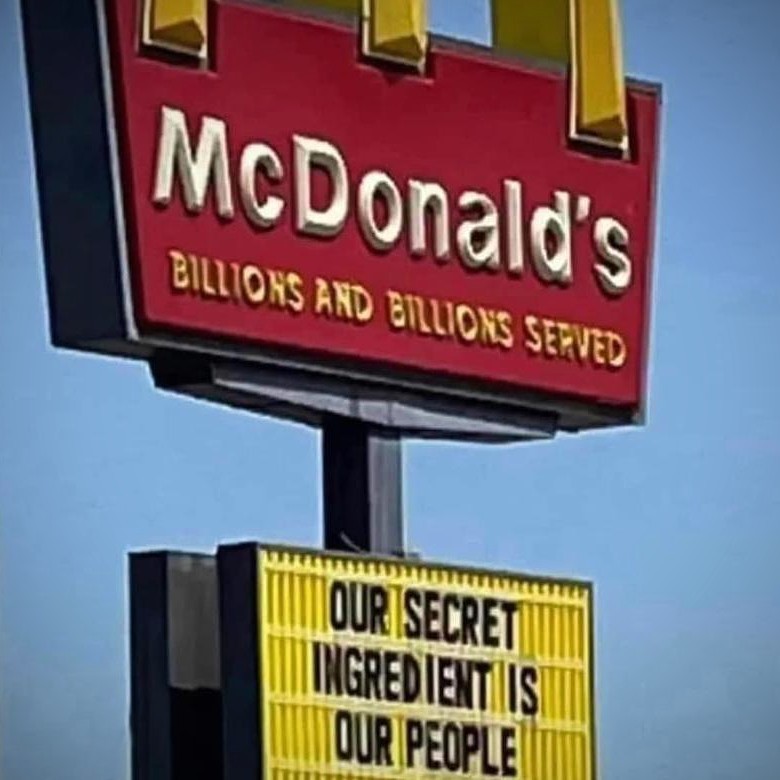 McDonald's
BILLIONS AND BILLIONS SERVED
OUR SECRET
INGREDIENT IS
OUR PEOPLE